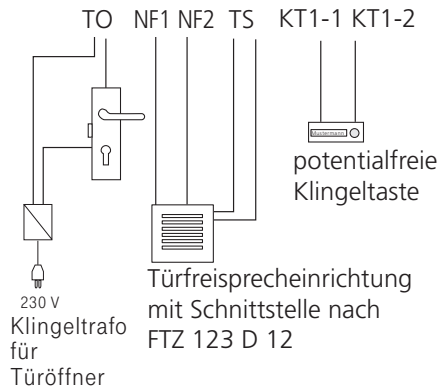 TO NF1 NF2 TS KT1-1 KT1-2
Mustermann
potentialfreie
Klingeltaste
230 V
Klingeltrafo
für
Türöffner
Türfreisprecheinrichtung
mit Schnittstelle nach
FTZ 123 D 12